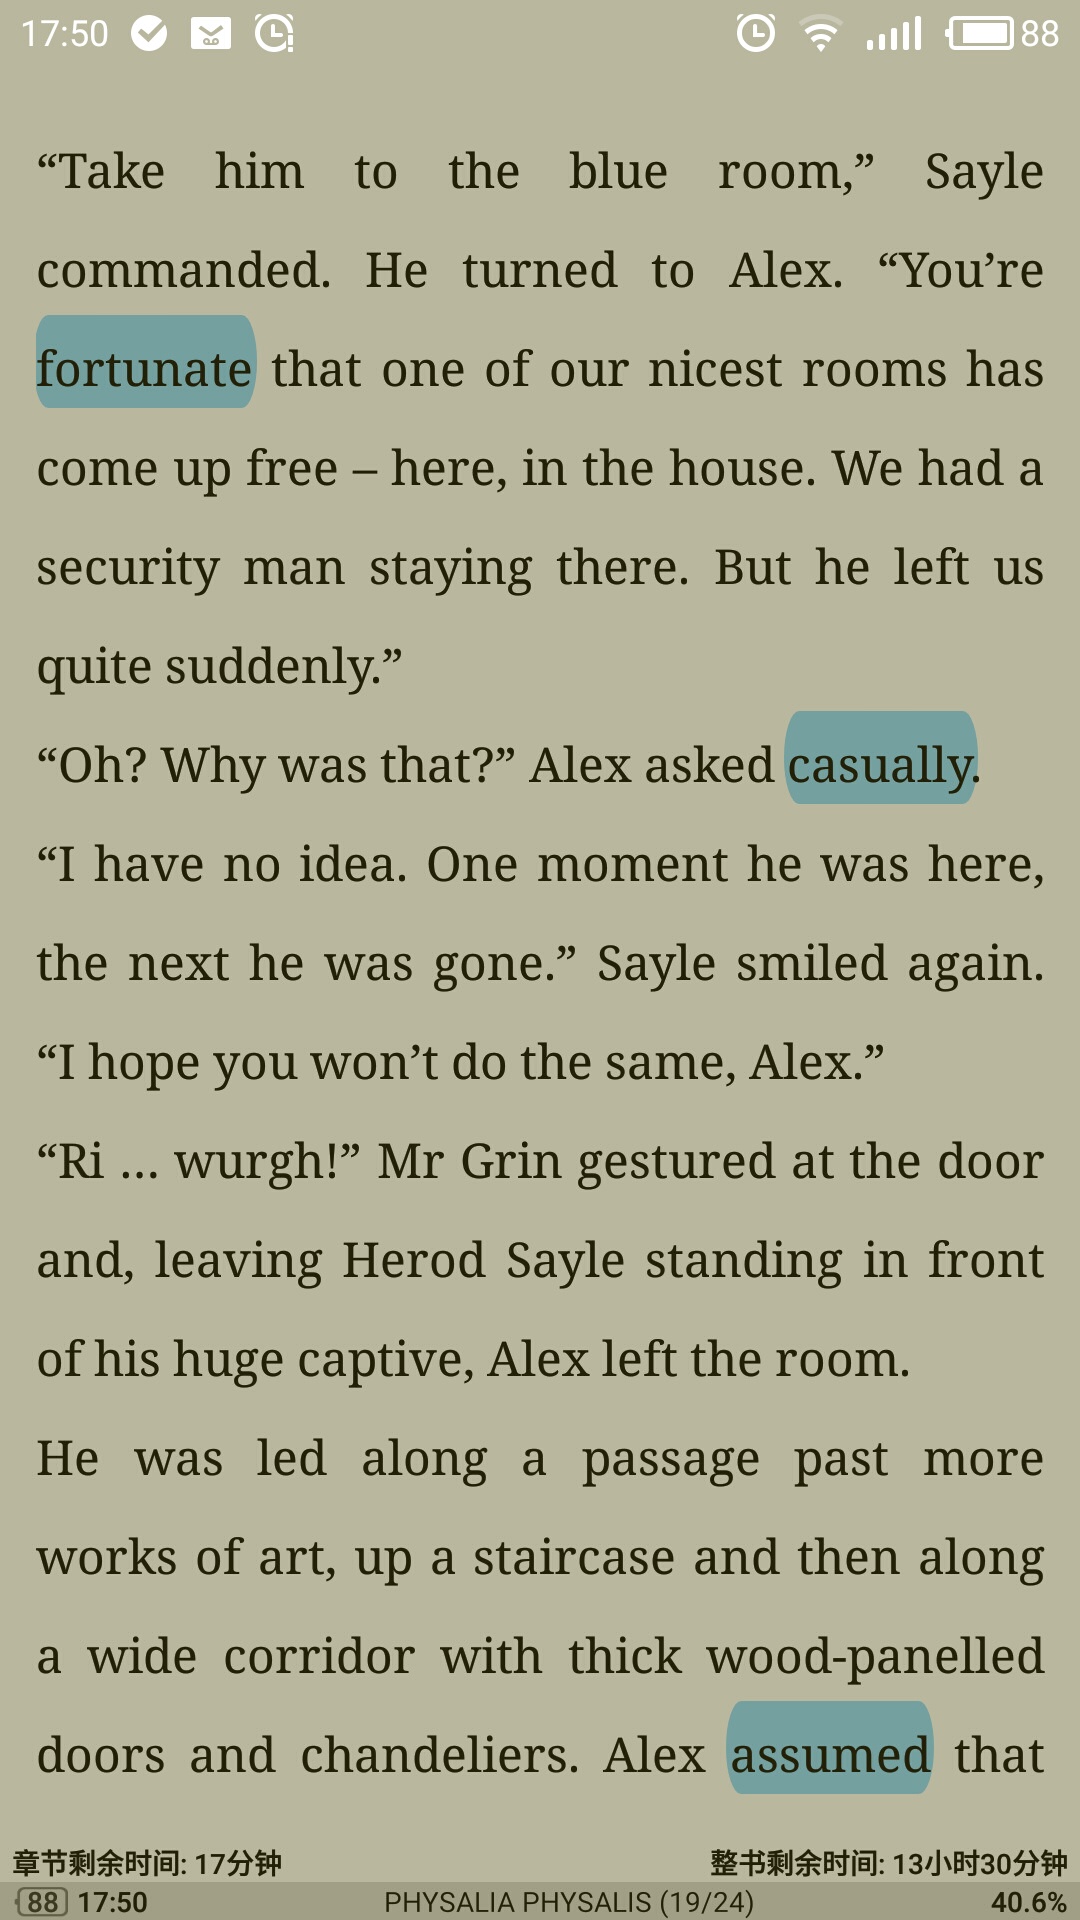 17:50 88
“Take him to the blue room,” Sayle
commanded. He turned to Alex. “You’re
fortunate that one of our nicest rooms has
come up free – here, in the house. We had a
security man staying there. But he left us
quite suddenly.”
“Oh? Why was that?” Alex asked casually.
“I have no idea. One moment he was here,
the next he was gone.” Sayle smiled again.
“I hope you won’t do the same, Alex.”
“Ri … wurgh!” Mr Grin gestured at the door
and, leaving Herod Sayle standing in front
of his huge captive, Alex left the room.
He was led along a passage past more
works of art, up a staircase and then along
a wide corridor with thick wood-panelled
doors and chandeliers. Alex assumed that
章节剩余时间: 17分钟 整书剩余时间: 13小时30分钟
88 17:50 PHYSALIA PHYSALIS (19/24) 40.6%